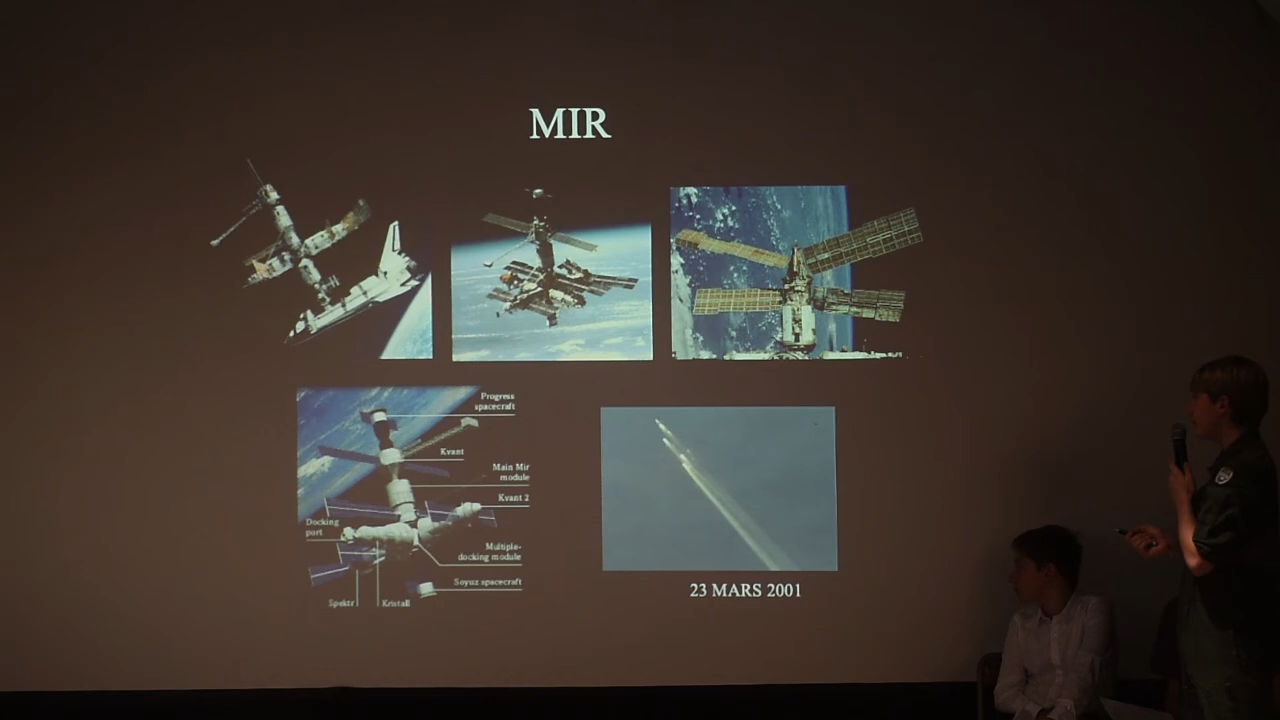 MIR
Progress
spacecraft
Kvant
Main Mir
module
Kvant 2
Docking
port
Multiple-
docking module
Soyuz spacecraft
Spektr
Kristall
23 MARS 2001